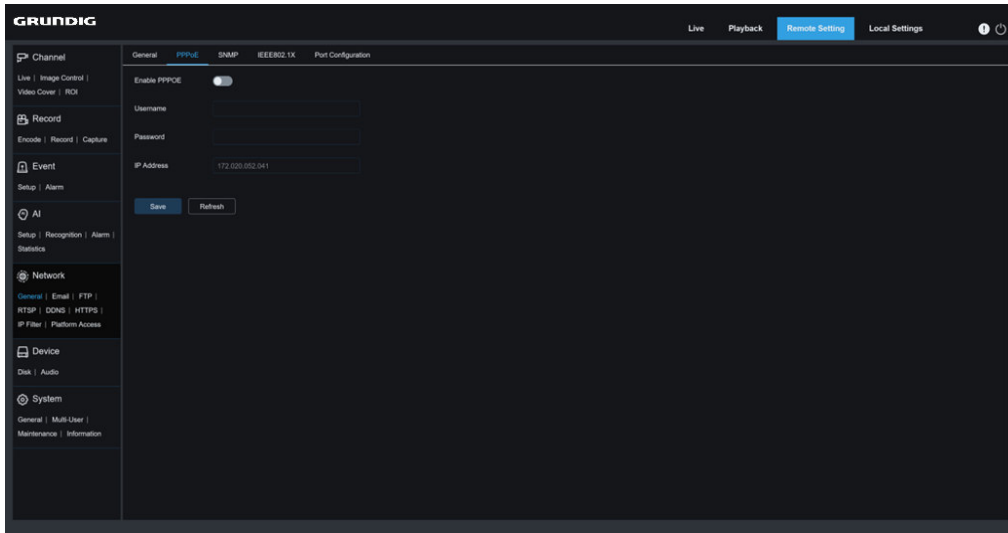 GRUNDIG
Live Playback Remote Setting Local Settings
Channel
Live | Image Control |
Video Cover | ROI
Record
Encode | Record | Capture
Event
Setup | Alarm
AI
Setup | Recognition | Alarm |
Statistics
Network
General | Email | FTP |
RTSP | DDNS | HTTPS |
IP Filter | Platform Access
Device
Disk | Audio
System
General | Multi-User |
Maintenance | Information
General PPPoE SNMP IEEE802.1X Port Configuration
Enable PPPOE
Username
Password
IP Address 172.020.052.041
Save Refresh